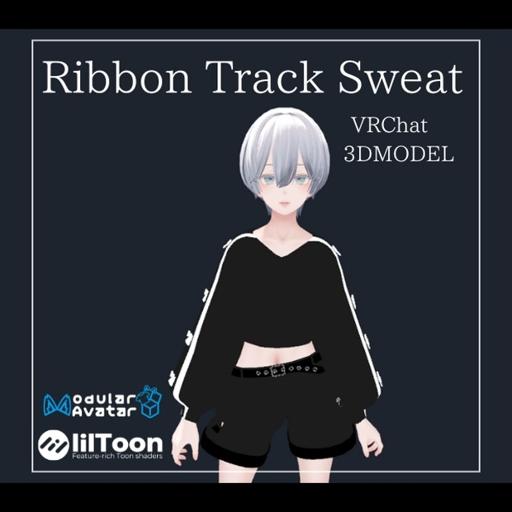 Ribbon Track Sweat
VRChat
3DMODEL
Modular
Avatar
lilToon
Feature-rich Toon shaders